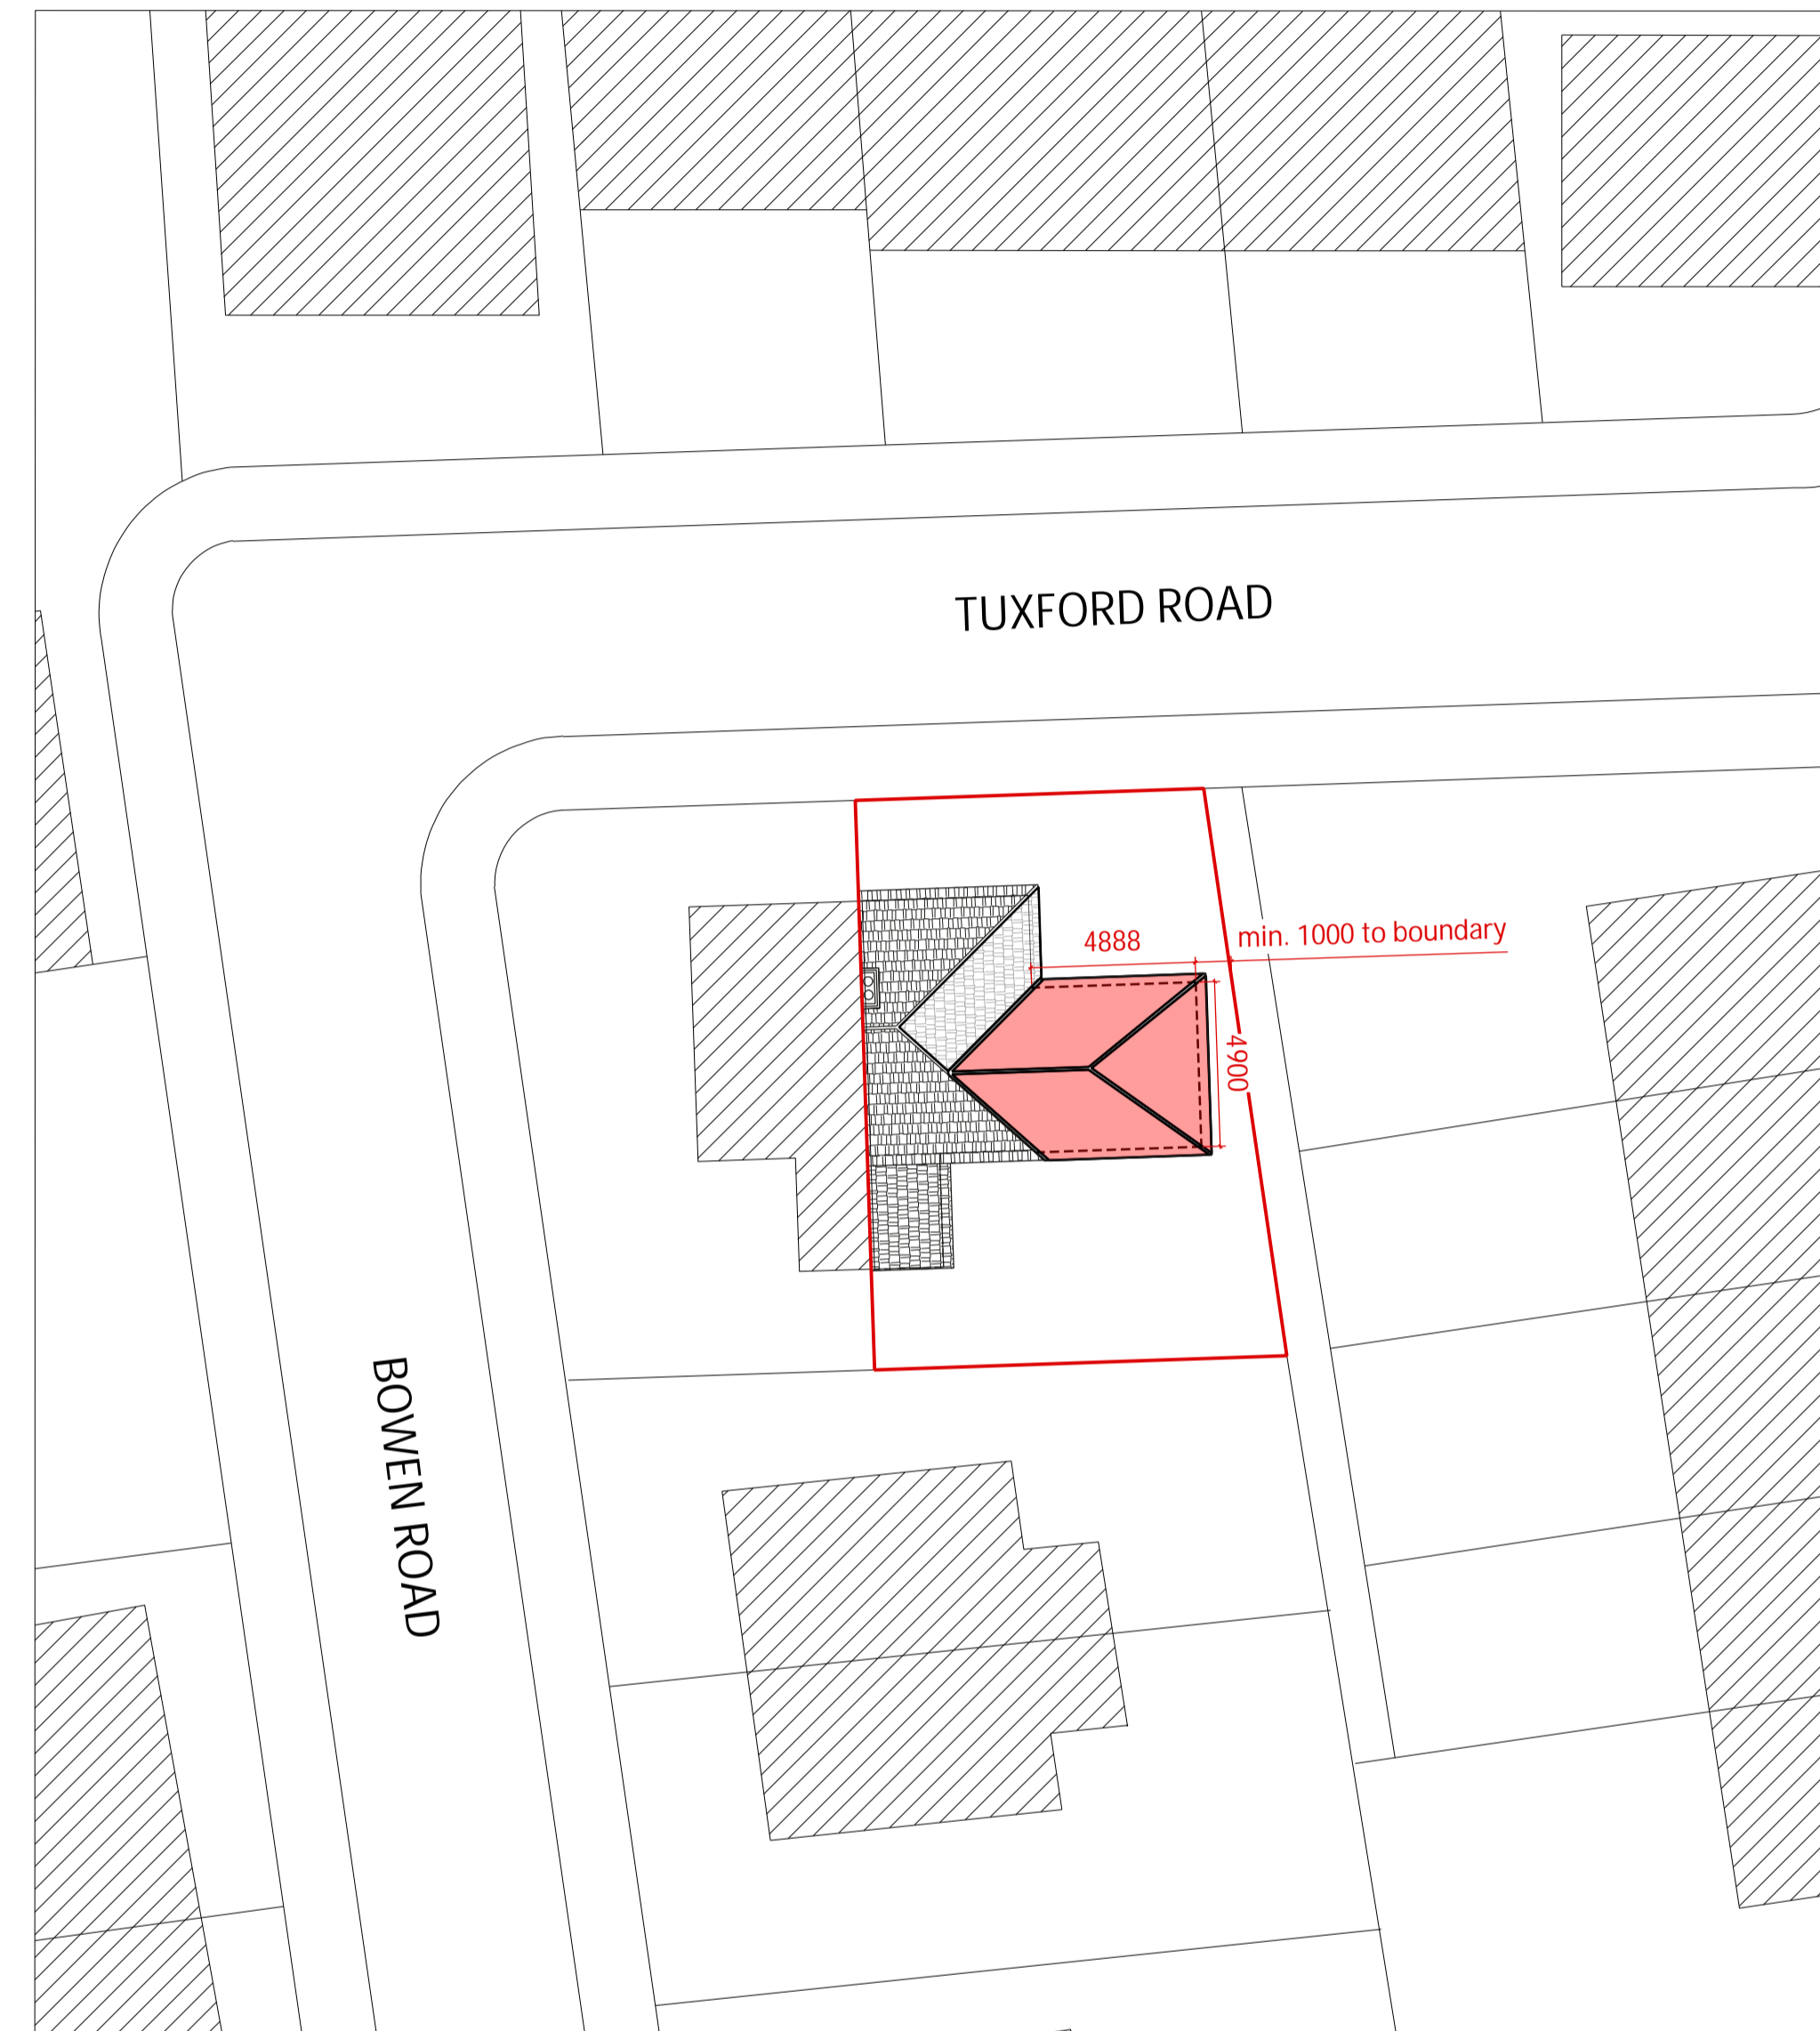 TUXFORD ROAD
4888
min. 1000 to boundary
4900
BOWEN ROAD